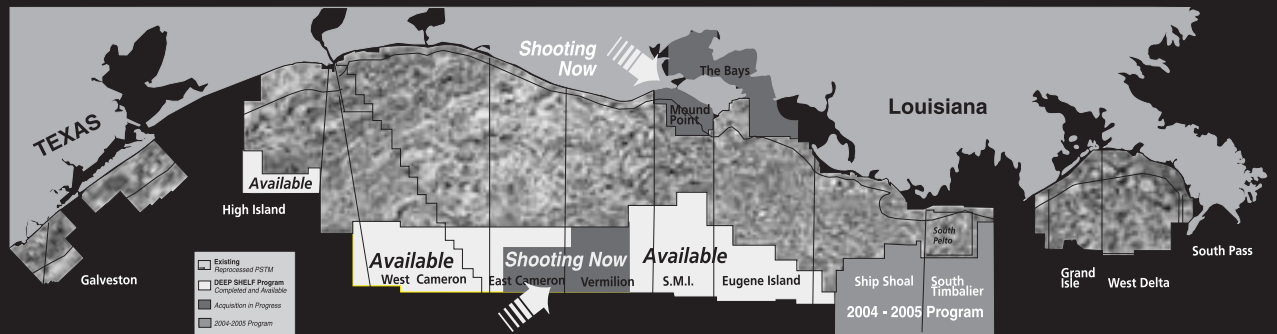 Shooting
Now
The Bays
Mound
Point
Louisiana
TEXAS
Available
High Island
South
Pelto
South Pass
Galveston
Available
West Cameron
Shooting Now
East Cameron
Vermilion
Available
S.M.I.
Eugene Island
Ship Shoal
South
Timbalier
2004 - 2005 Program
Grand
Isle
West Delta
Existing
Reprocessed PSTM
DEEP SHELF Program
Completed and Available
Acquisition in Progress
2004-2005 Program